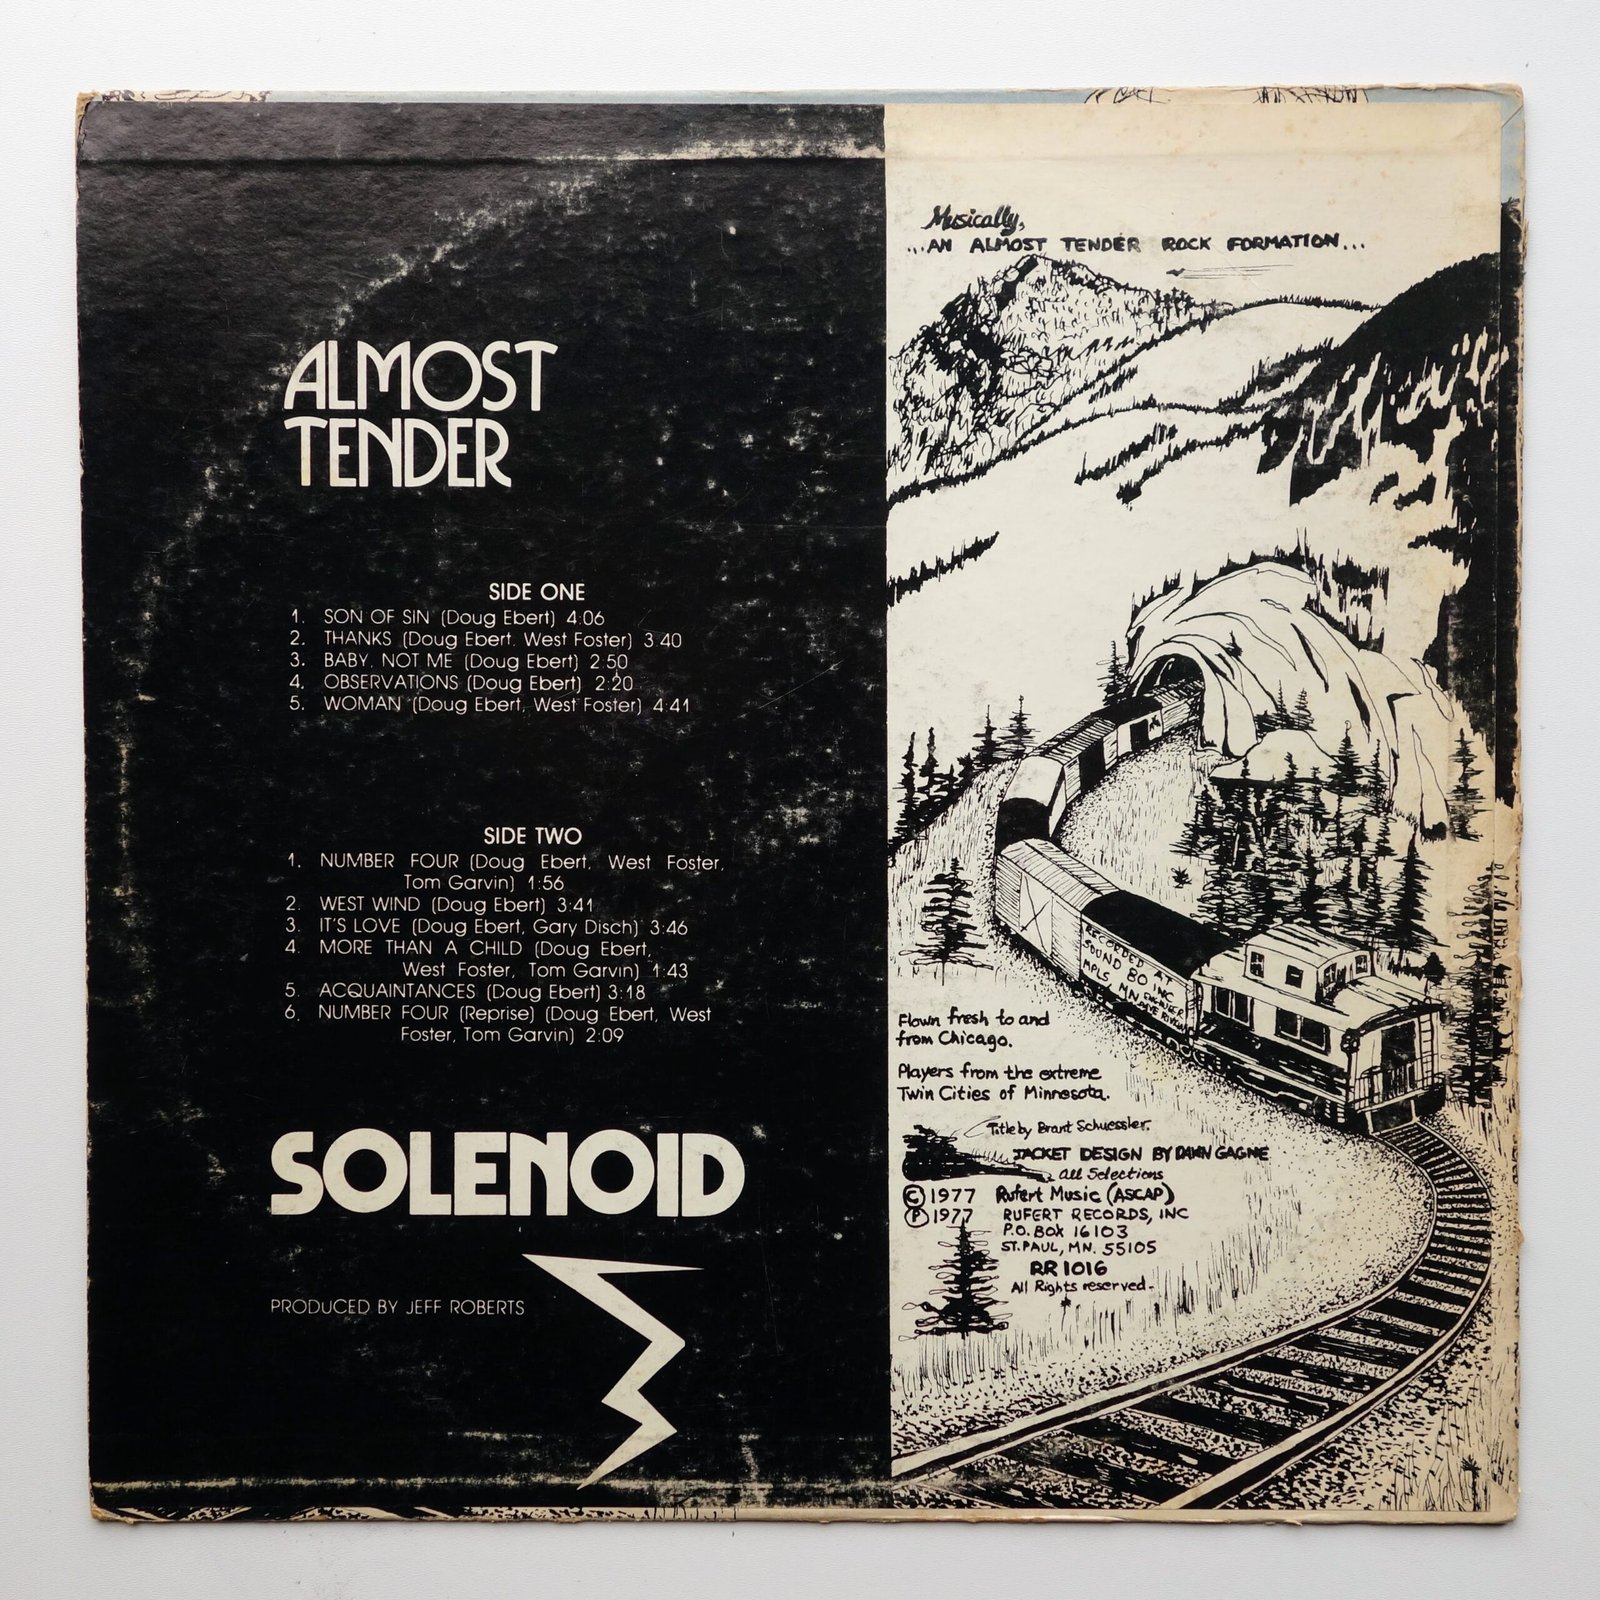 ALMOST
TENDER
SIDE ONE
1. SON OF SIN (Doug Ebert) 4:06
2. THANKS (Doug Ebert. West Foster) 3:40
3. BABY, NOT ME (Doug Ebert) 2:50
4. OBSERVATIONS (Doug Ebert) 2:20
5. WOMAN (Doug Ebert, West Foster) 4:41
SIDE TWO
1. NUMBER FOUR (Doug Ebert, West Foster,
Tom Garvin) 1:56
2. WEST WIND (Doug Ebert) 3:41
3. IT'S LOVE (Doug Ebert, Gary Disch) 3:46
4. MORE THAN A CHILD (Doug Ebert,
West Foster, Tom Garvin) 1:43
5. ACQUAINTANCES (Doug Ebert) 3:18
6. NUMBER FOUR (Reprise) (Doug Ebert, West
Foster, Tom Garvin) 2:09
SOLENOID
PRODUCED BY JEFF ROBERTS
Musically,
...AN ALMOST TENDER ROCK FORMATION...
RECORDED AT
SOUND 80 INC
MPLS, MN
ENGINEER
Flown fresh to and
from Chicago.
Players from the extreme
Twin Cities of Minnesota.
Title by Brant Schuessler.
JACKET DESIGN BY DAWN GAGNE
All Selections
© 1977 Rufert Music (ASCAP)
℗ 1977 RUFERT RECORDS, INC
P.O. BOX 16103
ST. PAUL, MN. 55105
RR 1016
All Rights reserved-